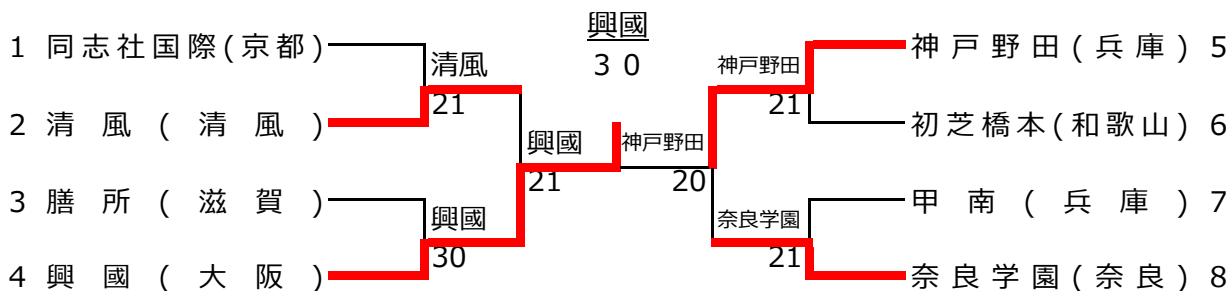 興國
3 0
1 同志社国際(京都)
清風
21
2 清風(清風)
興國
21
3 膳所(滋賀)
興國
30
4 興國(大阪)
神戸野田
21
神戸野田(兵庫) 5
初芝橋本(和歌山) 6
神戸野田
20
甲南(兵庫) 7
奈良学園
21
奈良学園(奈良) 8